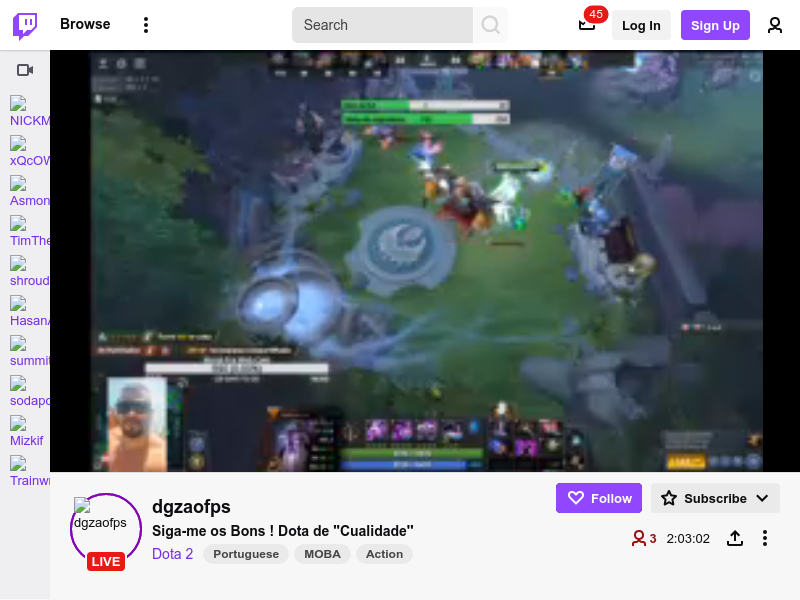 Browse
Search
45
Log In
Sign Up
NICKM
xQcOW
Asmon
TimThe
shroud
HasanA
summit
sodapo
Mizkif
Trainwr
dgzaofps
LIVE
dgzaofps
Siga-me os Bons ! Dota de "Cualidade"
Dota 2
Portuguese
MOBA
Action
Follow
Subscribe
3
2:03:02